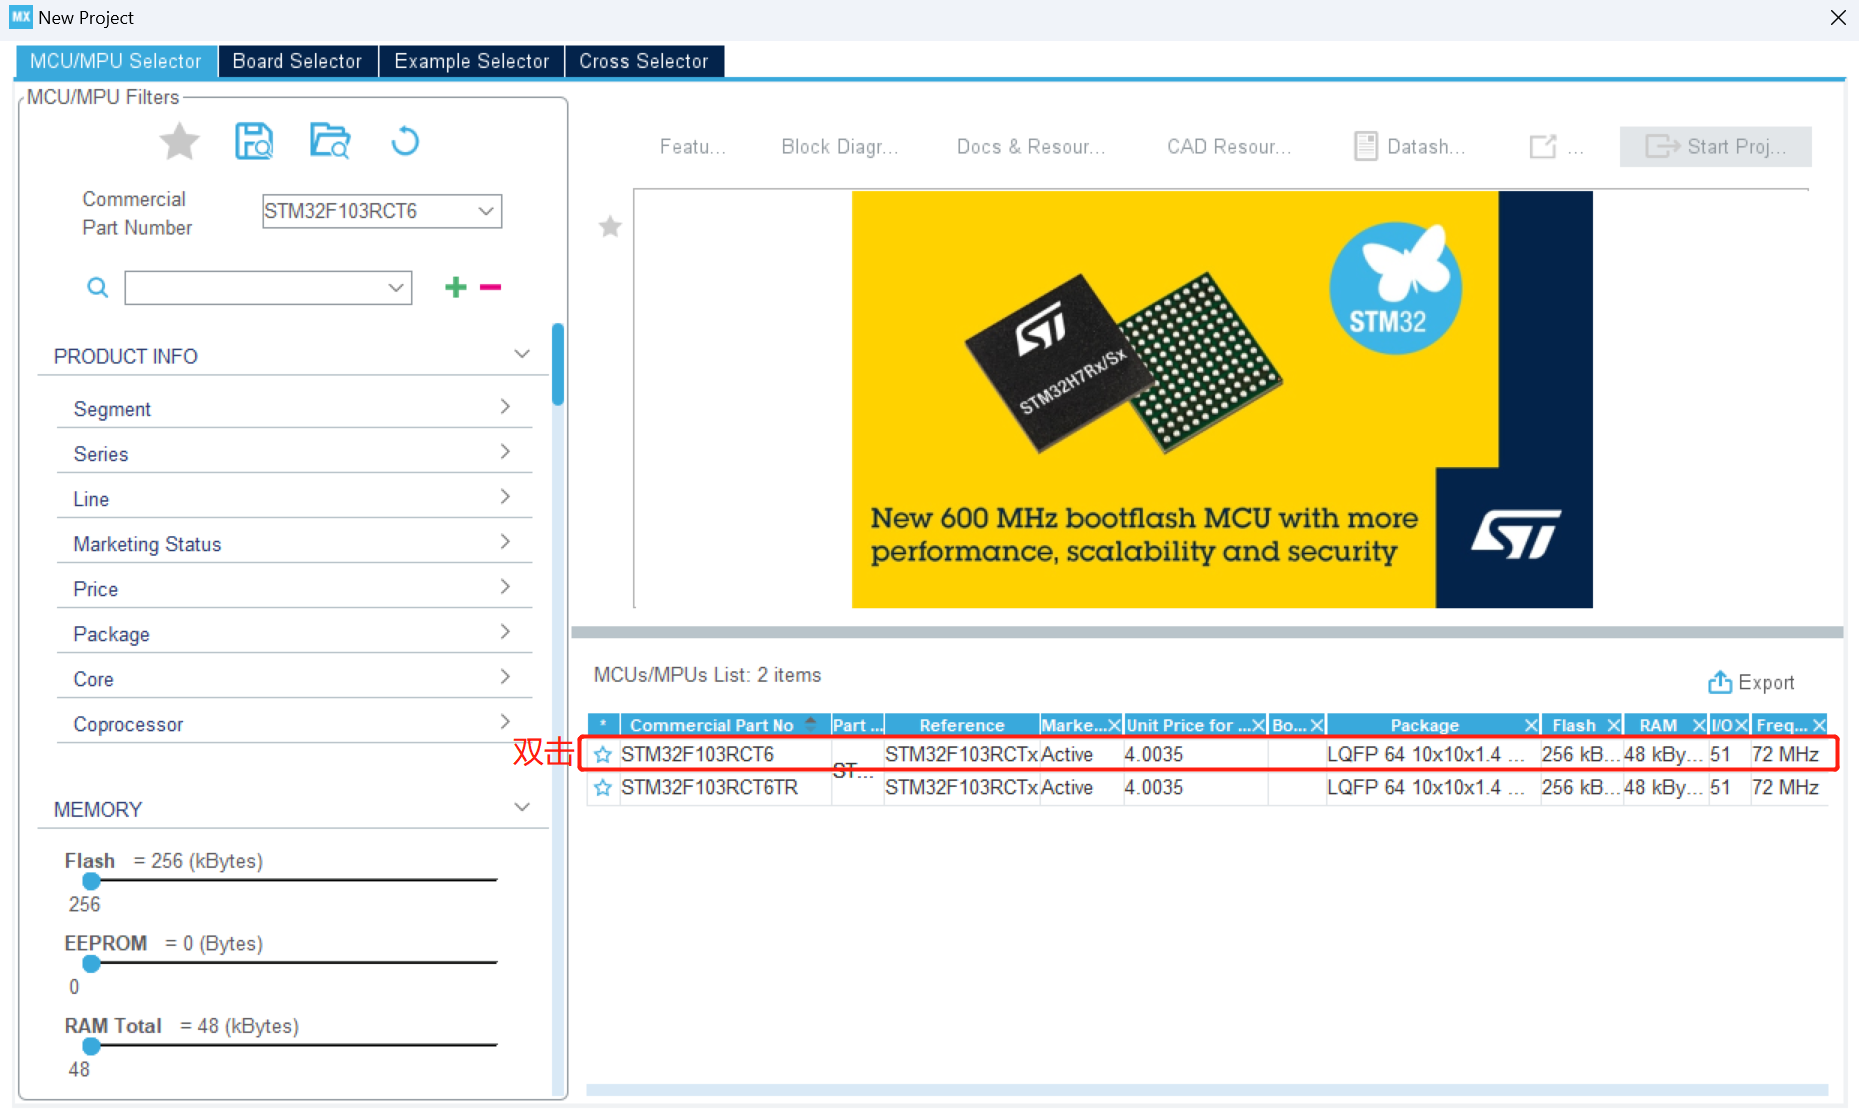 MX New Project
MCU/MPU Selector Board Selector Example Selector Cross Selector
MCU/MPU Filters
Featu... Block Diagr... Docs & Resour... CAD Resour... Datash... ... Start Proj...
Commercial
Part Number
STM32F103RCT6
PRODUCT INFO
Segment
Series
Line
Marketing Status
Price
Package
Core
Coprocessor
MEMORY
Flash = 256 (kBytes)
256
EEPROM = 0 (Bytes)
0
RAM Total = 48 (kBytes)
48
STM32
ST
STM32H7Rx/Sx
New 600 MHz bootflash MCU with more
performance, scalability and security
ST
MCUs/MPUs List: 2 items
Export
* Commercial Part No Part ... Reference Marke... Unit Price for ... Bo... Package Flash RAM I/O Freq...
双击
STM32F103RCT6 STM32F103RCTx Active 4.0035 LQFP 64 10x10x1.4 ... 256 kB... 48 kBy... 51 72 MHz
ST...
STM32F103RCT6TR STM32F103RCTx Active 4.0035 LQFP 64 10x10x1.4 ... 256 kB... 48 kBy... 51 72 MHz